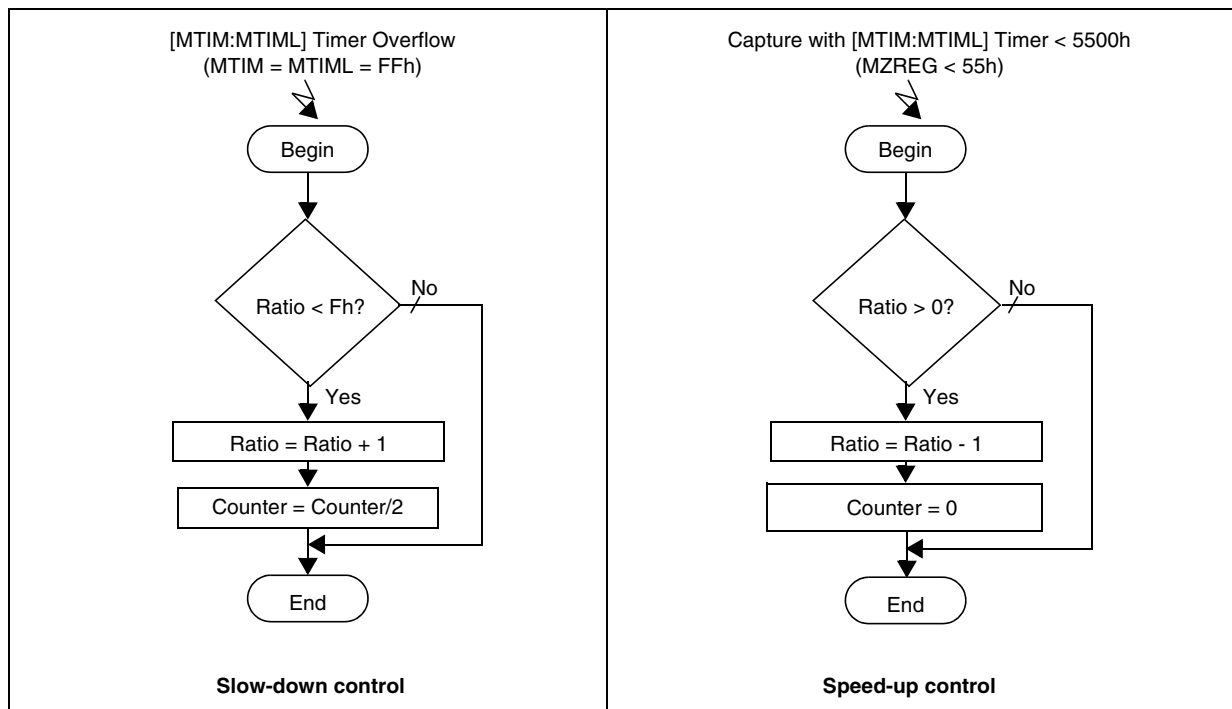 [MTIM:MTIML] Timer Overflow
(MTIM = MTIML = FFh)
Begin
Ratio < Fh?
No
Yes
Ratio = Ratio + 1
Counter = Counter/2
End
Slow-down control
Capture with [MTIM:MTIML] Timer < 5500h
(MZREG < 55h)
Begin
Ratio > 0?
No
Yes
Ratio = Ratio - 1
Counter = 0
End
Speed-up control